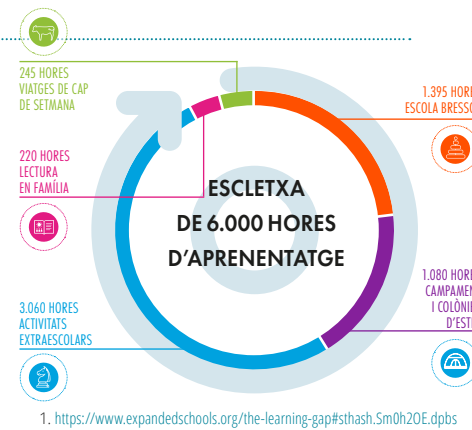 245 HORES
VIATGES DE CAP
DE SETMANA
220 HORES
LECTURA
EN FAMÍLIA
3.060 HORES
ACTIVITATS
EXTRAESCOLARS
ESCLETXA
DE 6.000 HORES
D'APRENENTATGE
1.395 HORE
ESCOLA BRESSO
1.080 HORE
CAMPAMEN
I COLÒNI
D'EST
1. https://www.expandedschools.org/the-learning-gap#sthash.Sm0h2OE.dpbs